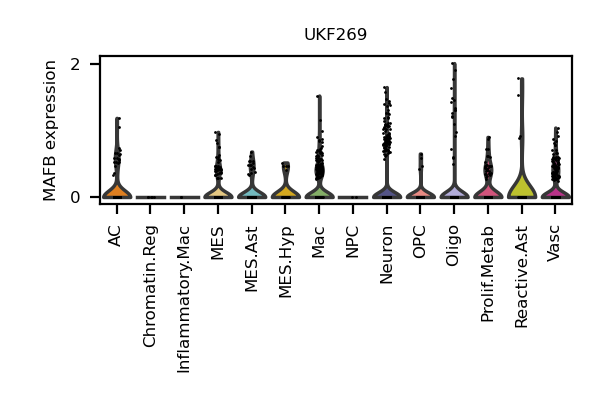 UKF269
MAFB expression
2
0
AC
Chromatin.Reg
Inflammatory.Mac
MES
MES.Ast
MES.Hyp
Mac
NPC
Neuron
OPC
Oligo
Prolif.Metab
Reactive.Ast
Vasc